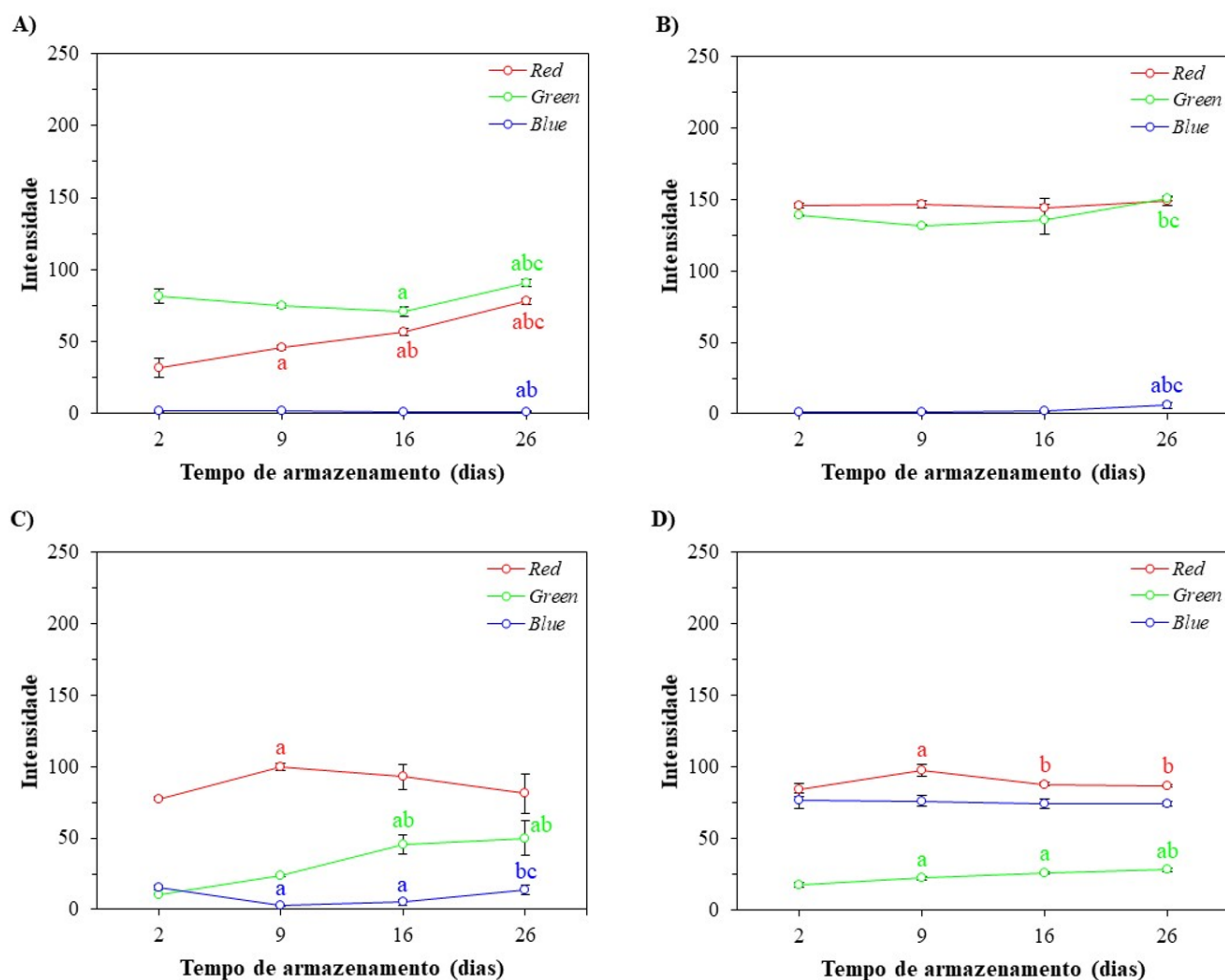 A)
250
200
150
100
50
0
Intensidade
Red
Green
Blue
a
abc
a
ab
abc
ab
2 9 16 26
Tempo de armazenamento (dias)
B)
250
200
150
100
50
0
Intensidade
Red
Green
Blue
bc
abc
2 9 16 26
Tempo de armazenamento (dias)
C)
250
200
150
100
50
0
Intensidade
Red
Green
Blue
a
ab
ab
a
a
bc
2 9 16 26
Tempo de armazenamento (dias)
D)
250
200
150
100
50
0
Intensidade
Red
Green
Blue
a
b
b
a
a
ab
2 9 16 26
Tempo de armazenamento (dias)